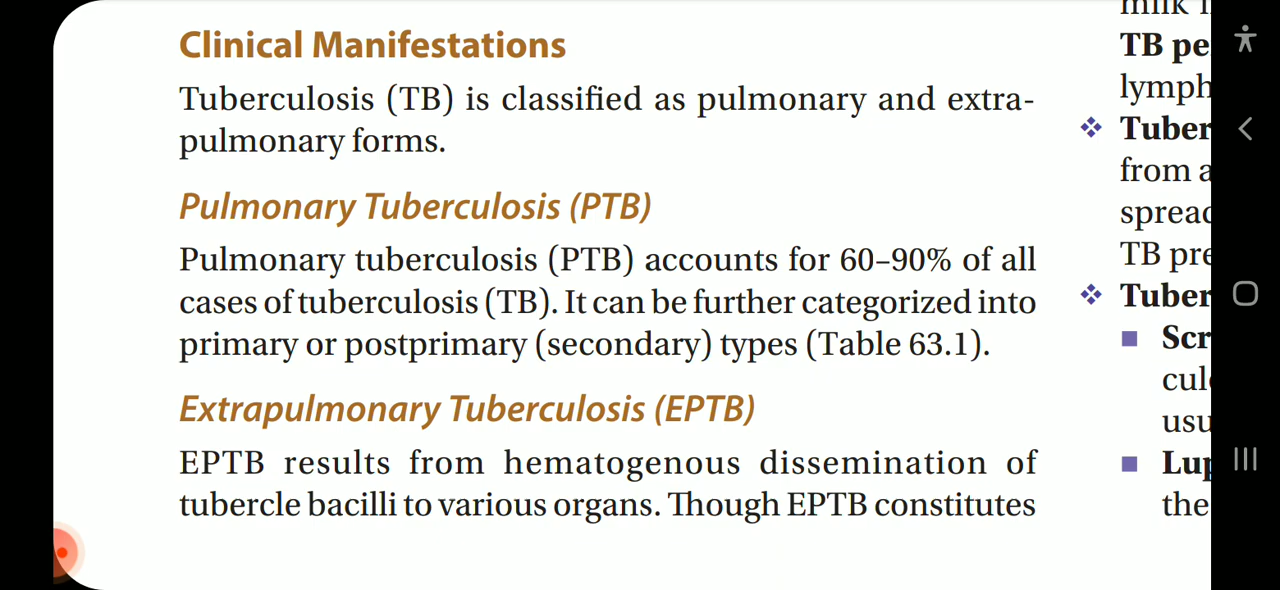 Clinical Manifestations
Tuberculosis (TB) is classified as pulmonary and extra-
pulmonary forms.
Pulmonary Tuberculosis (PTB)
Pulmonary tuberculosis (PTB) accounts for 60–90% of all
cases of tuberculosis (TB). It can be further categorized into
primary or postprimary (secondary) types (Table 63.1).
Extrapulmonary Tuberculosis (EPTB)
EPTB results from hematogenous dissemination of
tubercle bacilli to various organs. Though EPTB constitutes
milk
TB pe
lymph
❖ Tuber
from a
spread
TB pre
❖ Tuber
■ Scr
culo
usu
■ Lup
the